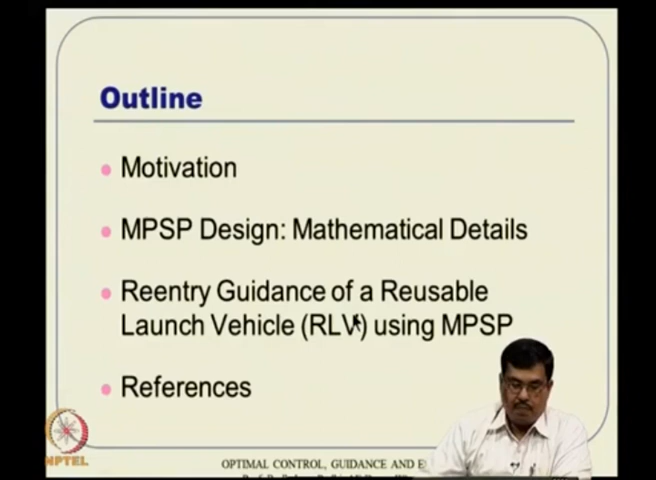 Outline
Motivation
MPSP Design: Mathematical Details
Reentry Guidance of a Reusable
Launch Vehicle (RLV) using MPSP
References
NPTEL
OPTIMAL CONTROL, GUIDANCE AND